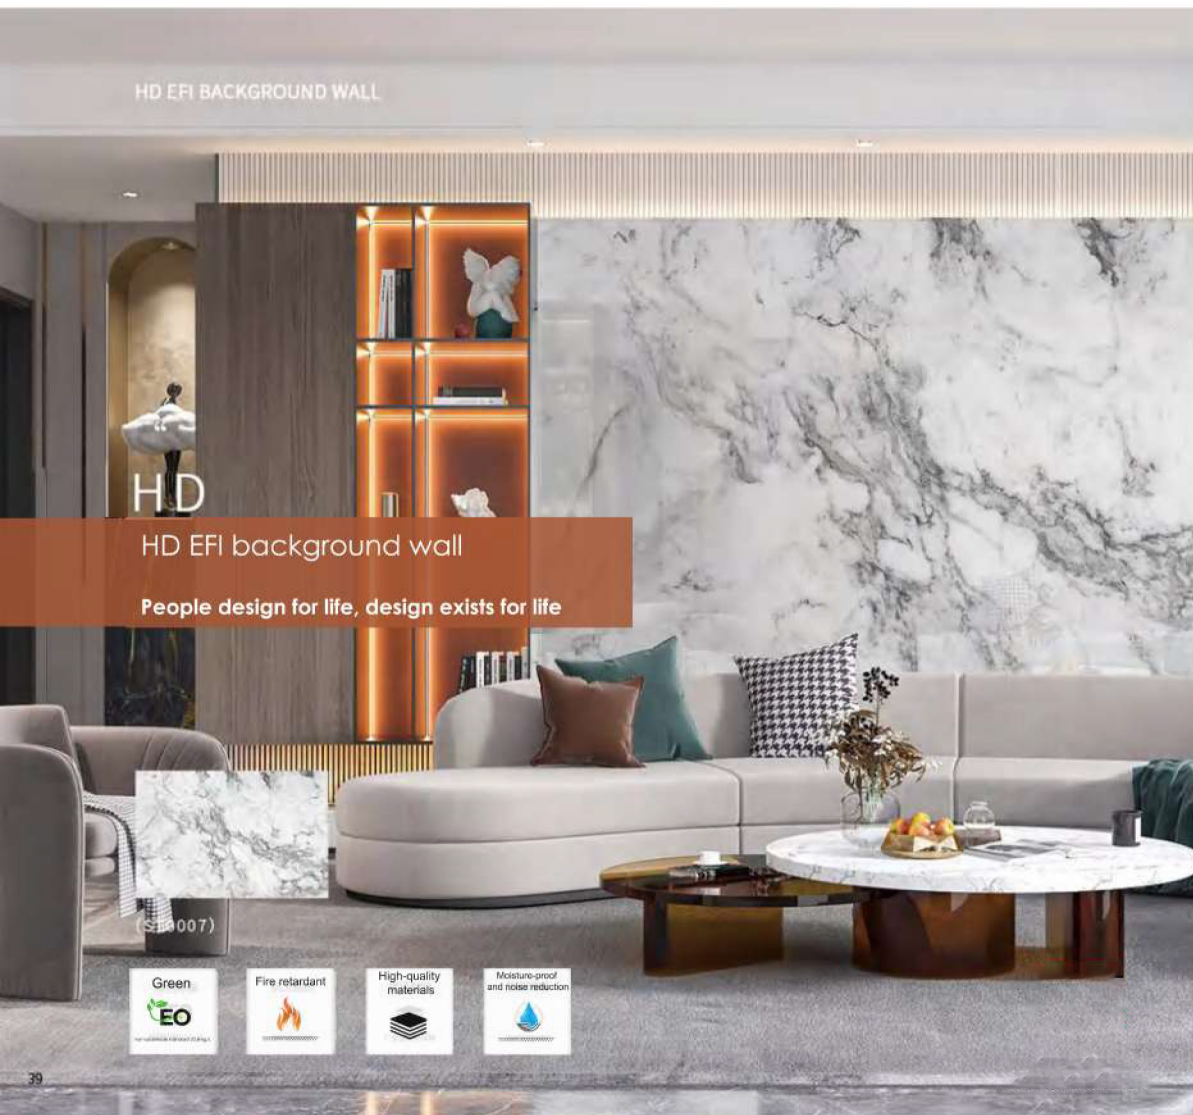 HD EFI BACKGROUND WALL
HD
HD EFI background wall
People design for life, design exists for life
Green
EO
Fire retardant
High-quality
materials
Moisture-proof
and noise reduction
39